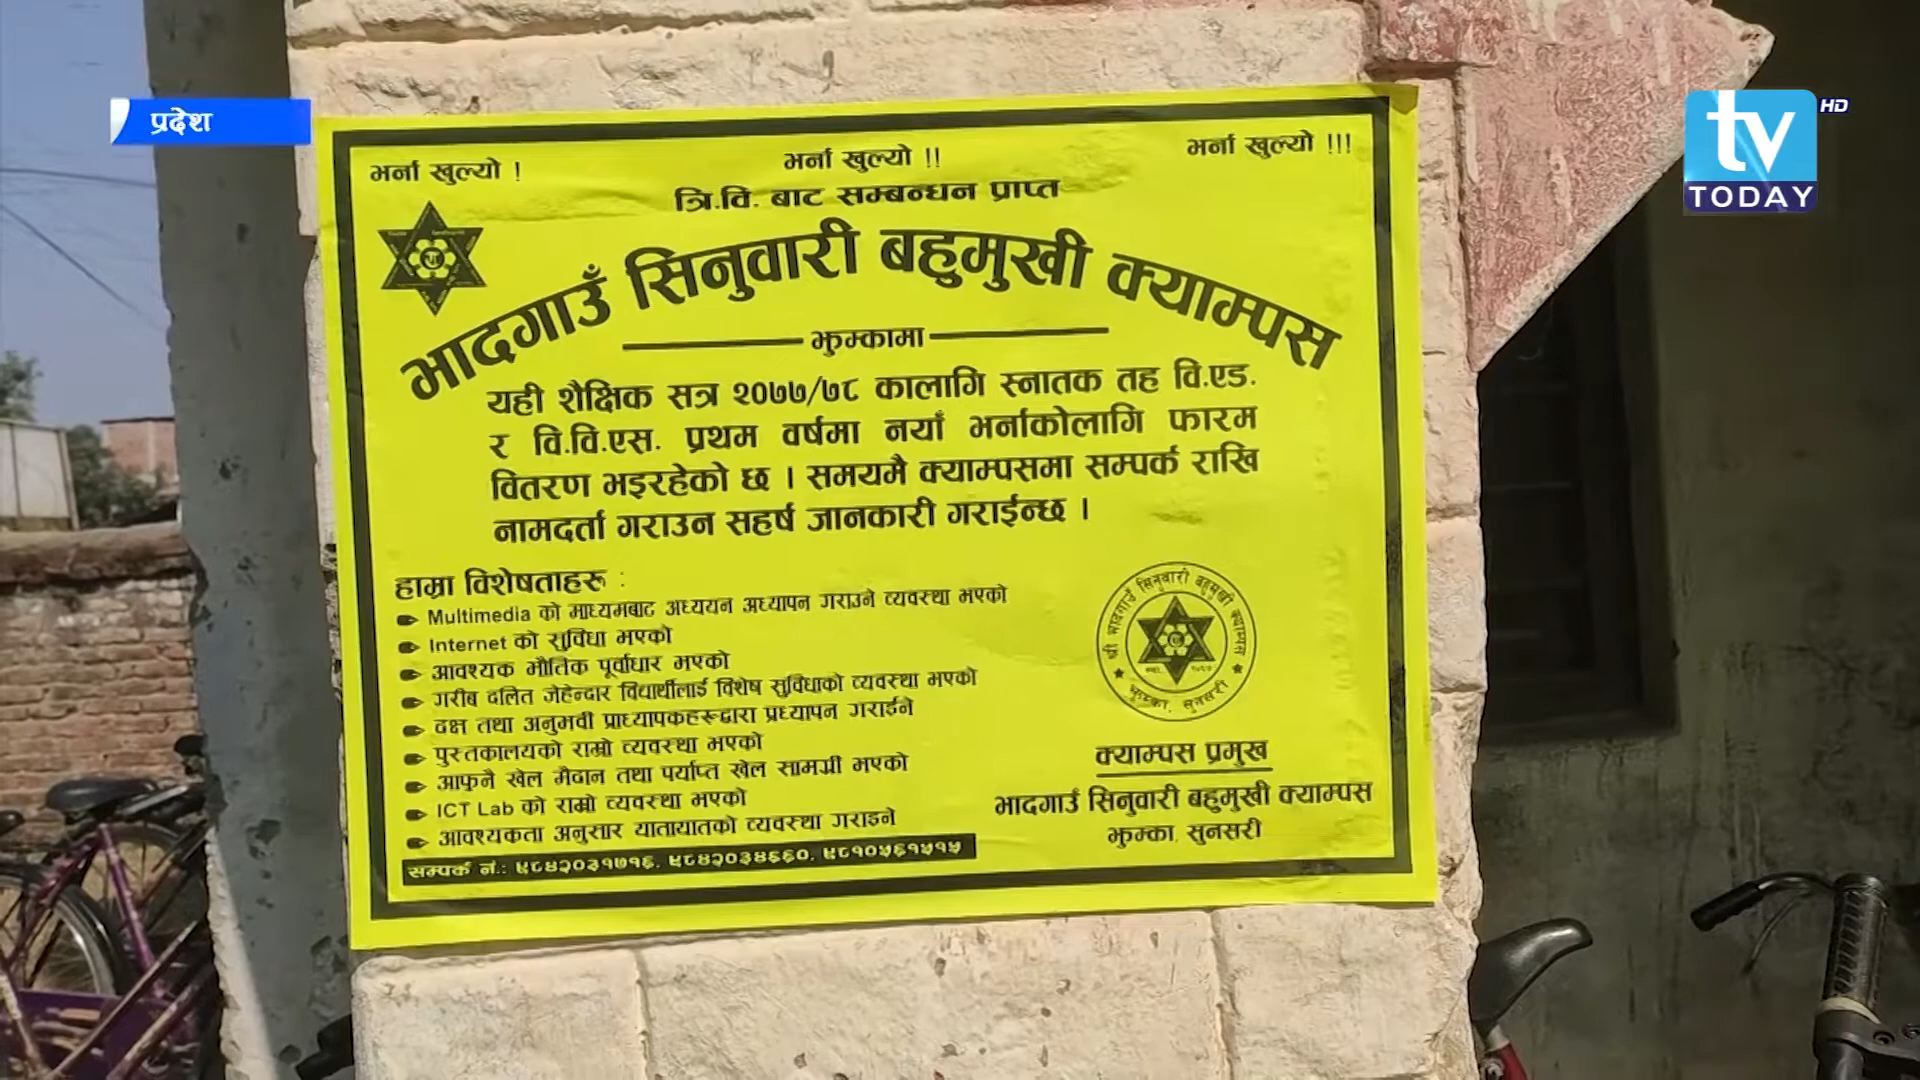 प्रदेश
tv HD
TODAY
भर्ना खुल्यो ! भर्ना खुल्यो !! भर्ना खुल्यो !!!
त्रि.वि. बाट सम्बन्धन प्राप्त
भादगाउँ सिनुवारी बहुमुखी क्याम्पस
झुम्कामा
यही शैक्षिक सत्र २०७७/७८ कालागि स्नातक तह वि.एड.
र वि.वि.एस. प्रथम वर्षमा नयाँ भर्नाकोलागि फारम
वितरण भइरहेको छ । समयमै क्याम्पसमा सम्पर्क राखि
नामदर्ता गराउन सहर्ष जानकारी गराईन्छ ।
हाम्रा विशेषताहरू :
Multimedia को माध्यमबाट अध्ययन अध्यापन गराउने व्यवस्था भएको
Internet को सुविधा भएको
आवश्यक भौतिक पूर्वाधार भएको
गरीब दलित जेहेन्दार विद्यार्थीलाई विशेष सुविधाको व्यवस्था भएको
दक्ष तथा अनुभवी प्राध्यापकहरूद्वारा प्रध्यापन गराईने
पुस्तकालयको राम्रो व्यवस्था भएको
आफ्नै खेल मैदान तथा पर्याप्त खेल सामग्री भएको
ICT Lab को राम्रो व्यवस्था भएको
आवश्यकता अनुसार यातायातको व्यवस्था गराइने
सम्पर्क नं.: ९८४२०३१७१६, ९८४२०३४६६०, ९८१०५६१५१५
श्री भादगाउँ सिनुवारी बहुमुखी क्याम्पस
झुम्का, सुनसरी
क्याम्पस प्रमुख
भादगाउँ सिनुवारी बहुमुखी क्याम्पस
झुम्का, सुनसरी